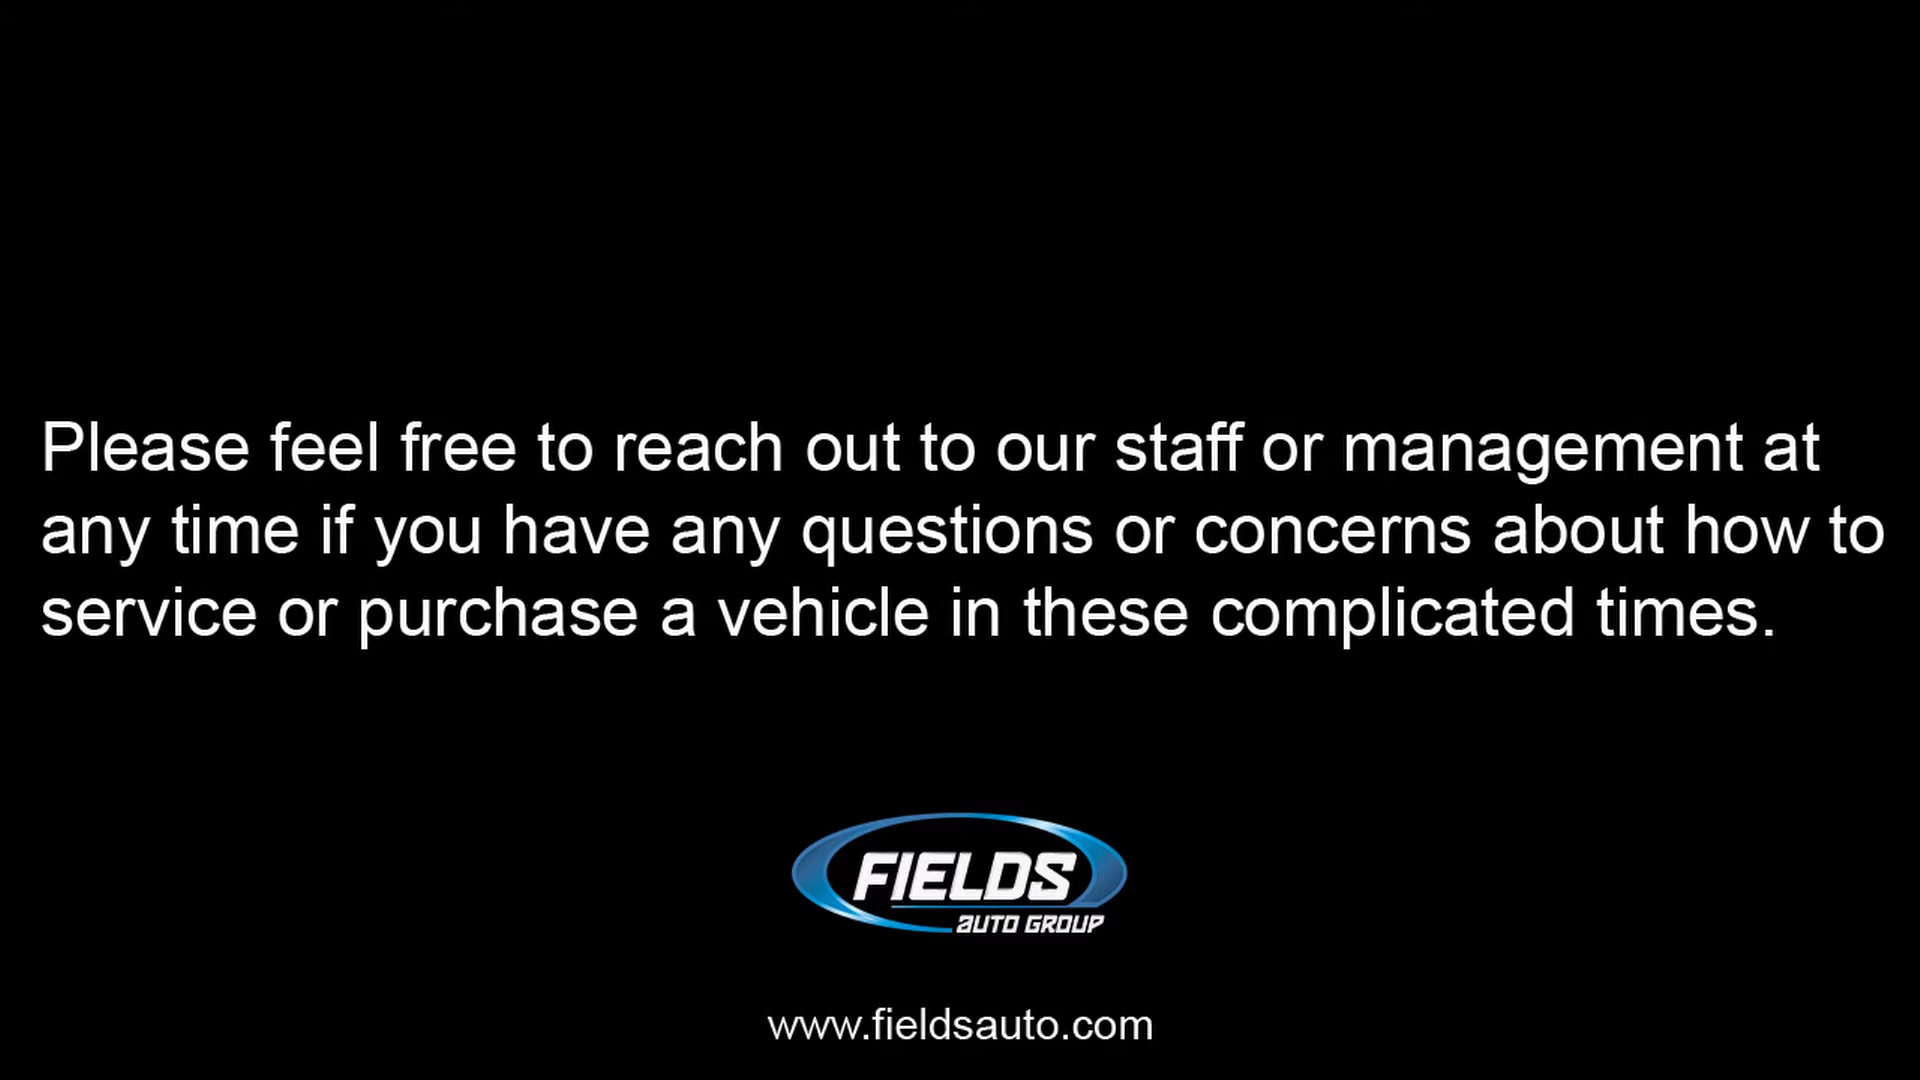 Please feel free to reach out to our staff or management at
any time if you have any questions or concerns about how to
service or purchase a vehicle in these complicated times.
FIELDS
AUTO GROUP
www.fieldsauto.com